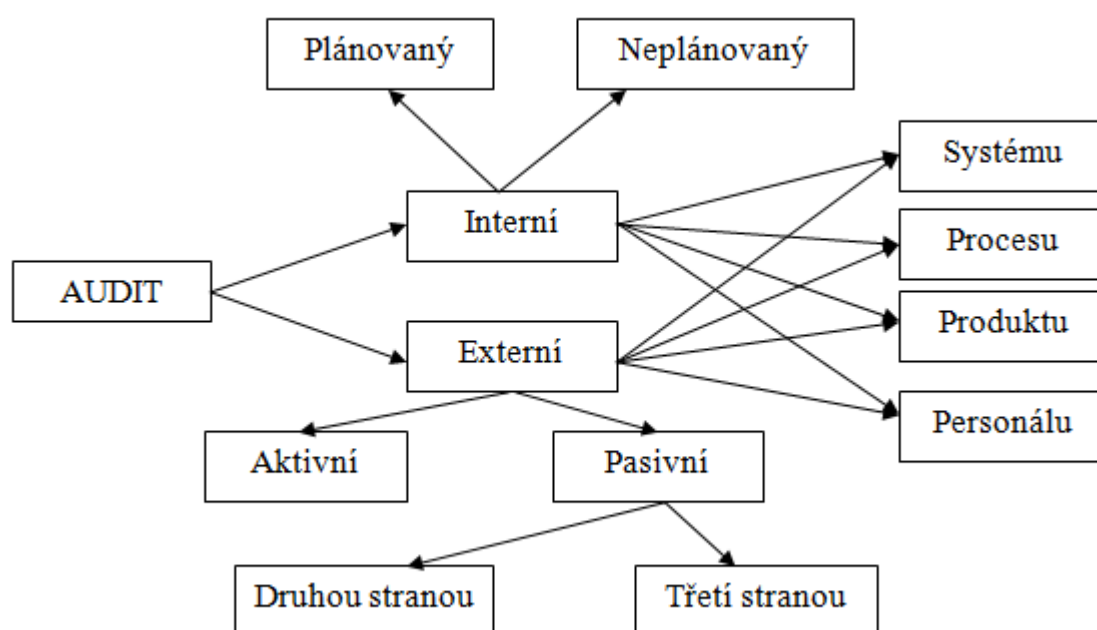 Plánovaný
Neplánovaný
Systému
Interní
Procesu
AUDIT
Produktu
Externí
Personálu
Aktivní
Pasivní
Druhou stranou
Třetí stranou